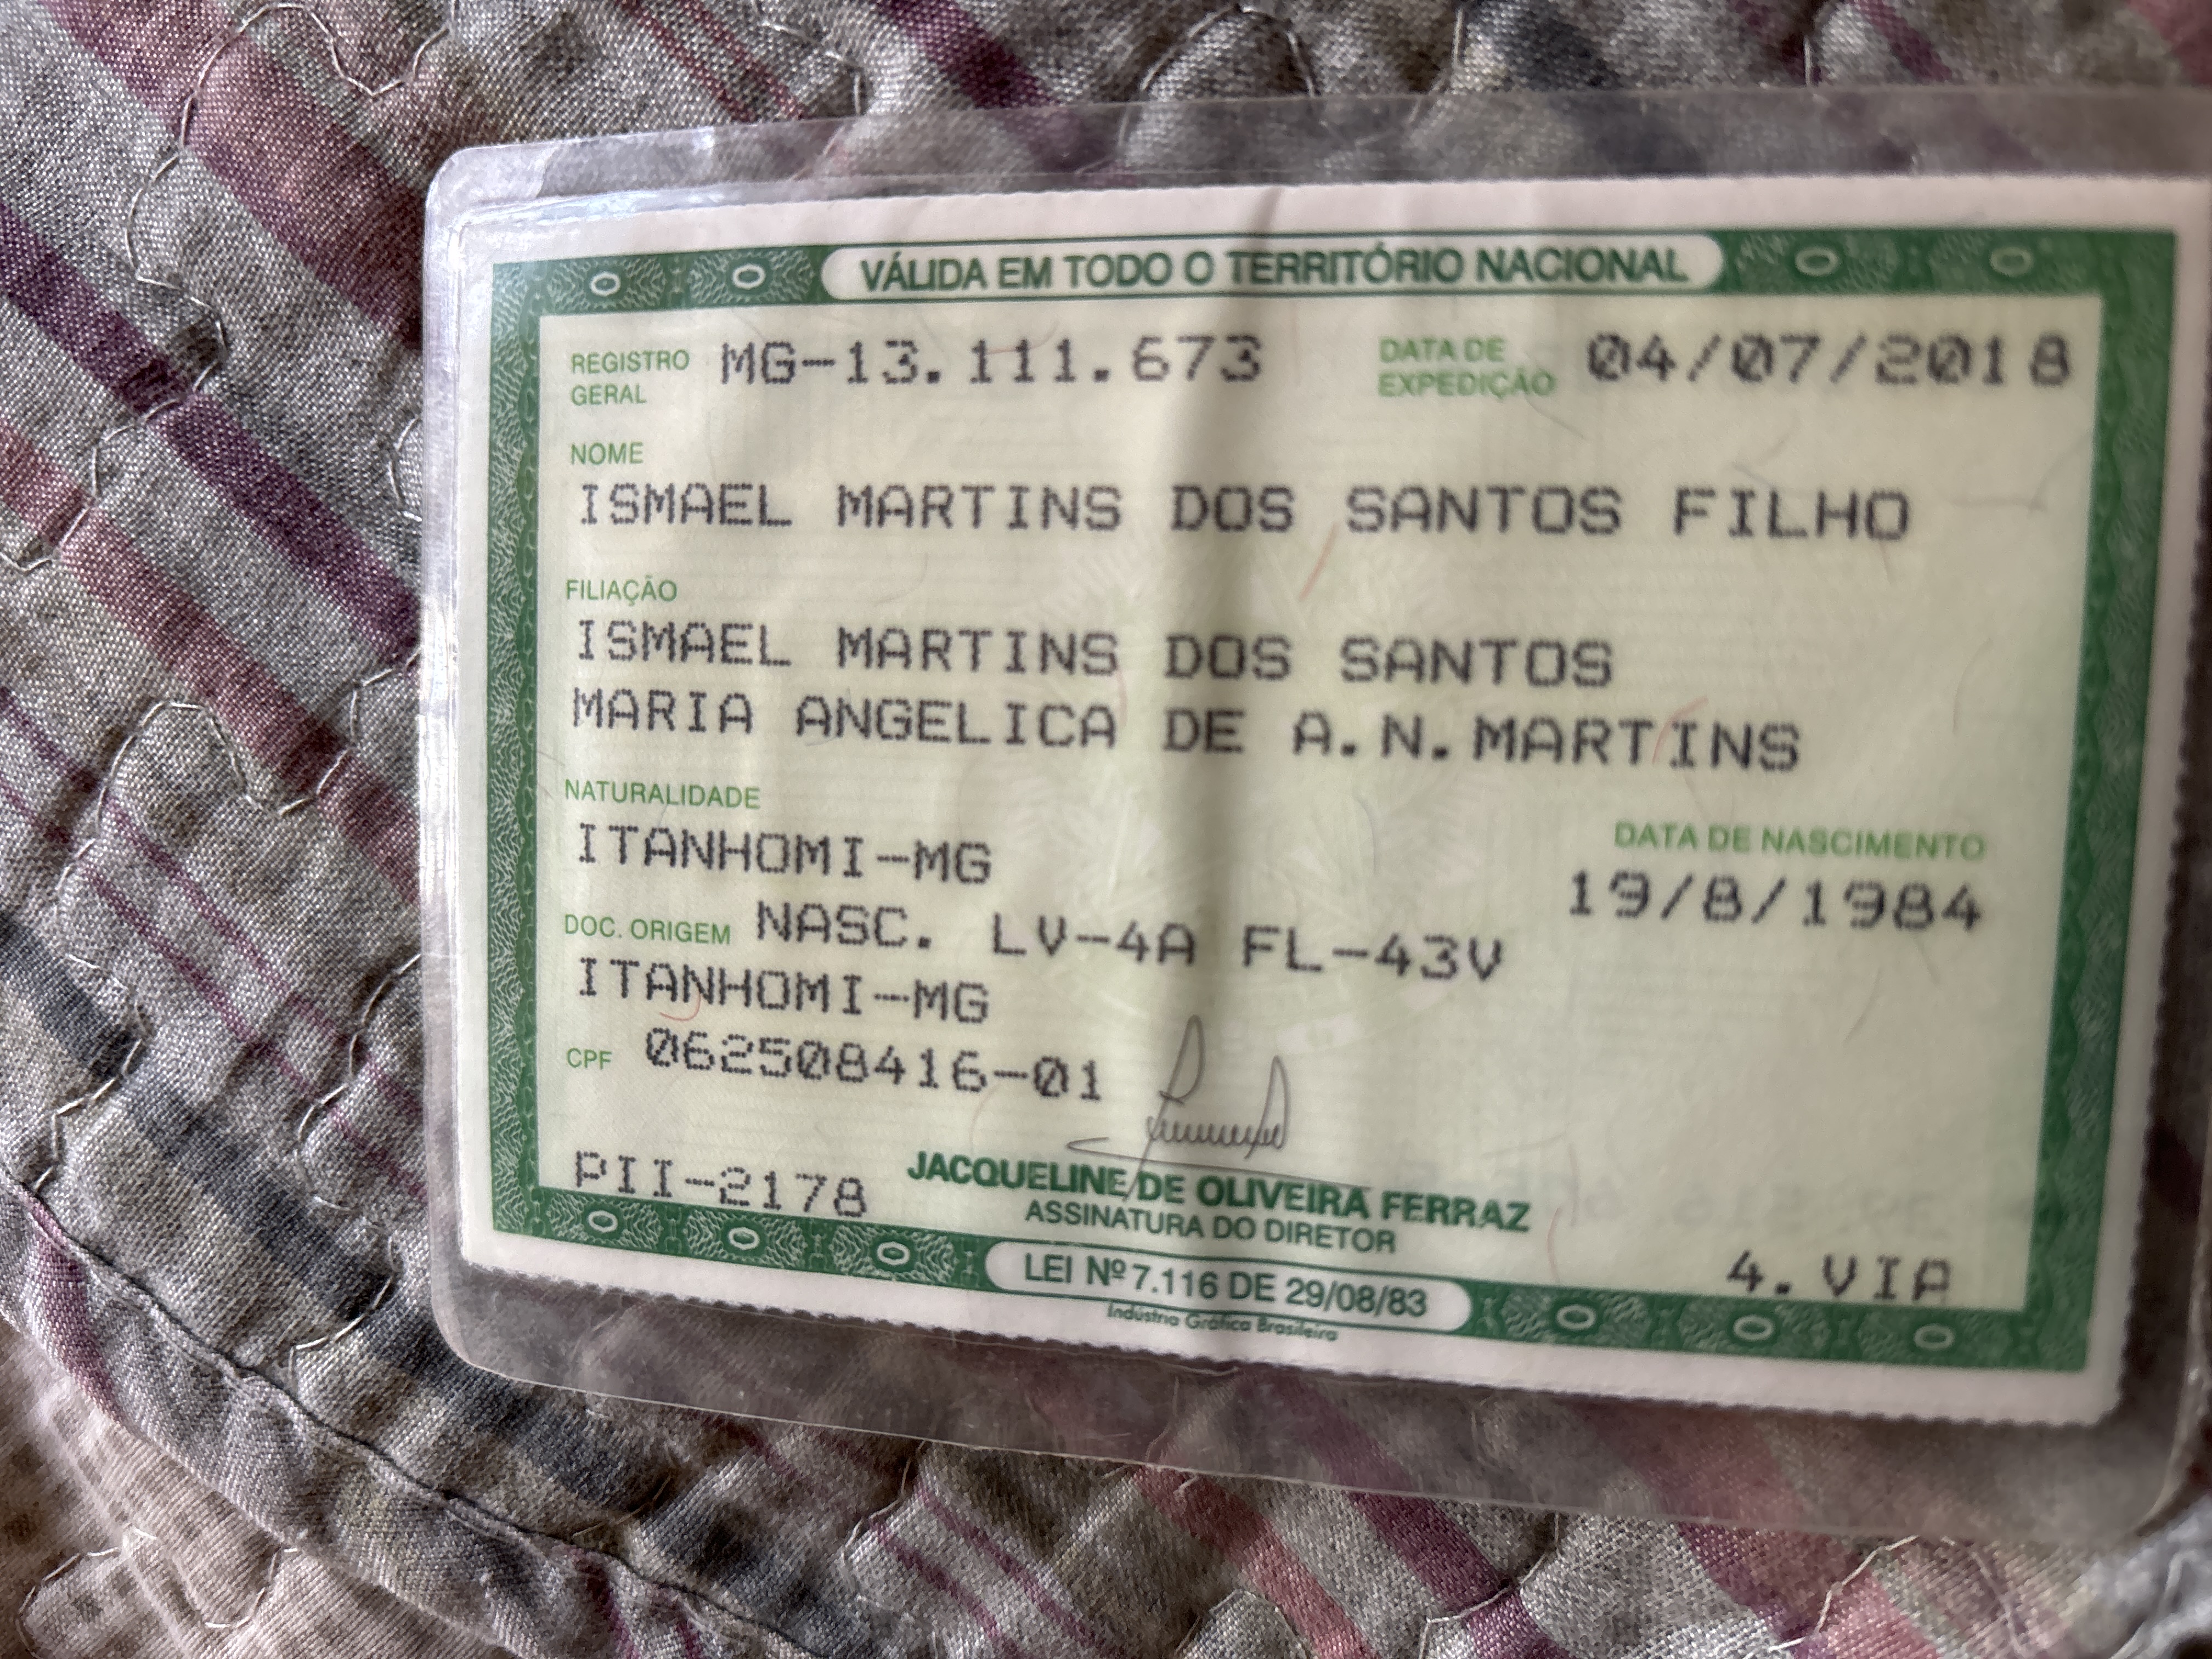 VÁLIDA EM TODO O TERRITÓRIO NACIONAL
REGISTRO GERAL MG-13.111.673 DATA DE EXPEDIÇÃO 04/07/2018
NOME
ISMAEL MARTINS DOS SANTOS FILHO
FILIAÇÃO
ISMAEL MARTINS DOS SANTOS
MARIA ANGELICA DE A.N.MARTINS
NATURALIDADE DATA DE NASCIMENTO
ITANHOMI-MG 19/8/1984
DOC. ORIGEM NASC. LV-4A FL-43V
ITANHOMI-MG
CPF 062508416-01
PII-2178
JACQUELINE DE OLIVEIRA FERRAZ
ASSINATURA DO DIRETOR
4. VIA
LEI Nº 7.116 DE 29/08/83
Indústria Gráfica Brasileira